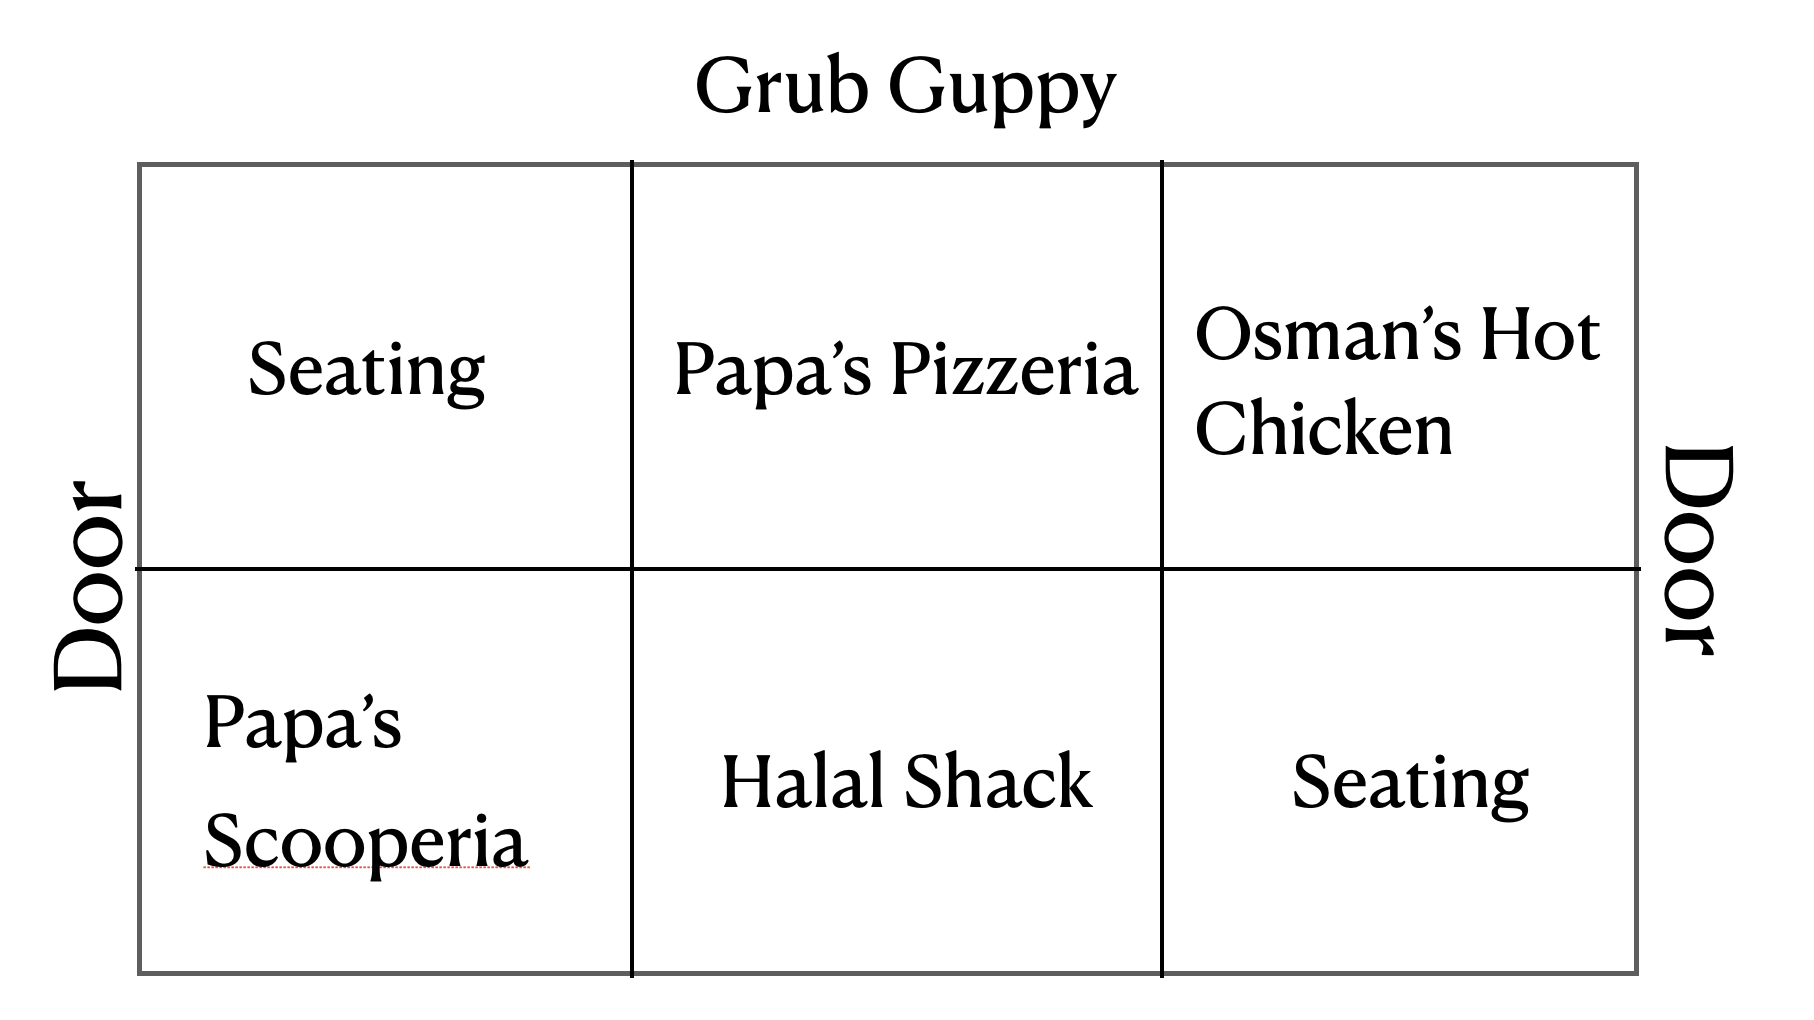 Grub Guppy
Seating
Papa’s Pizzeria
Osman’s Hot
Chicken
Door
Door
Papa’s
Scooperia
Halal Shack
Seating